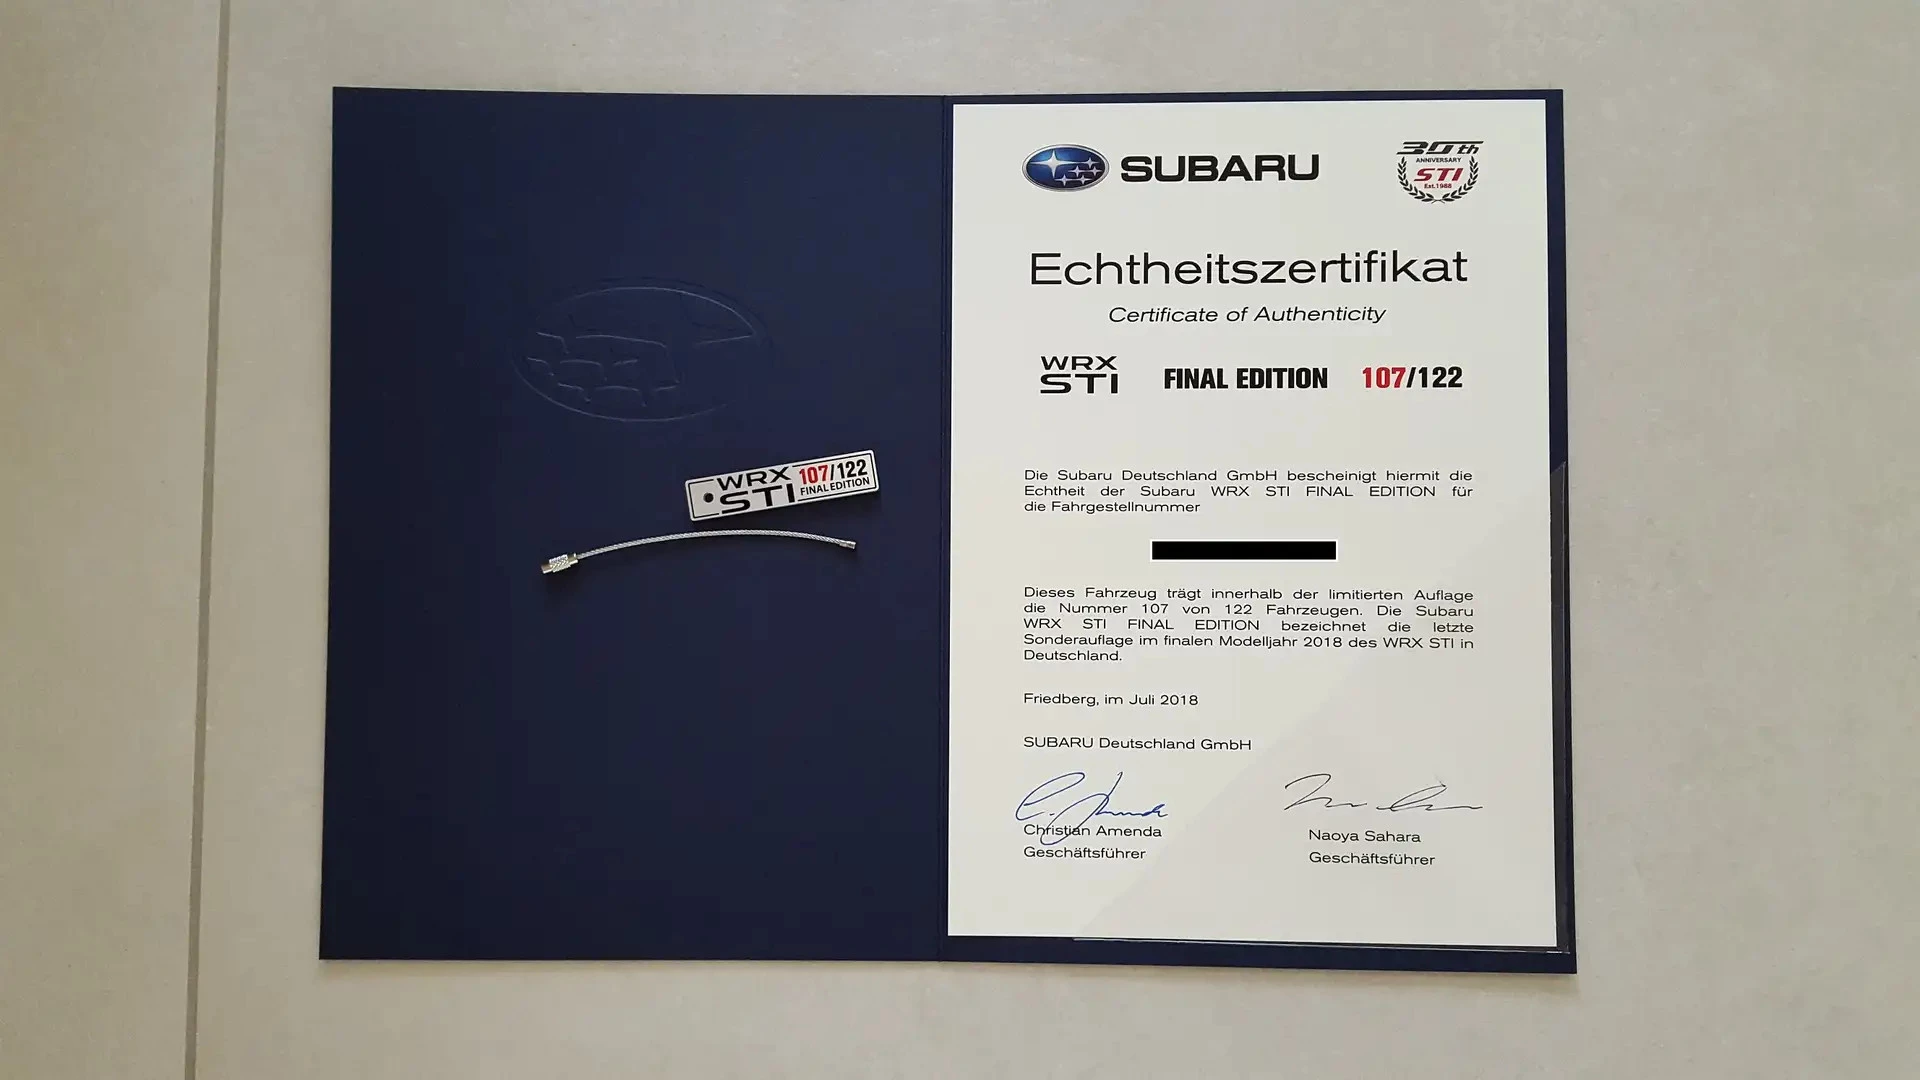 WRX 107/122
STI FINAL EDITION
SUBARU
30th
ANNIVERSARY
STI
Est.1988
Echtheitszertifikat
Certificate of Authenticity
WRX
STI FINAL EDITION 107/122
Die Subaru Deutschland GmbH bescheinigt hiermit die
Echtheit der Subaru WRX STI FINAL EDITION für
die Fahrgestellnummer
Dieses Fahrzeug trägt innerhalb der limitierten Auflage
die Nummer 107 von 122 Fahrzeugen. Die Subaru
WRX STI FINAL EDITION bezeichnet die letzte
Sonderauflage im finalen Modelljahr 2018 des WRX STI in
Deutschland.
Friedberg, im Juli 2018
SUBARU Deutschland GmbH
Christian Amenda
Geschäftsführer
Naoya Sahara
Geschäftsführer